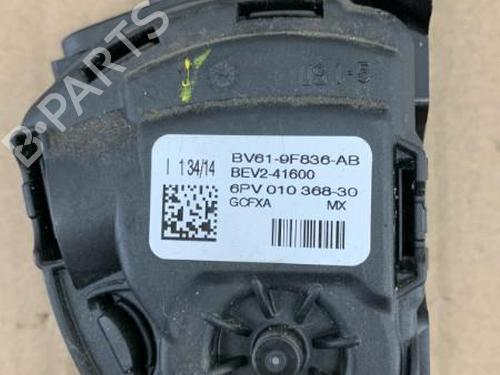 B-PARTS
I 134/14
BV61-9F836-AB
BEV2-41600
6PV 010 368-30
GCFXA MX